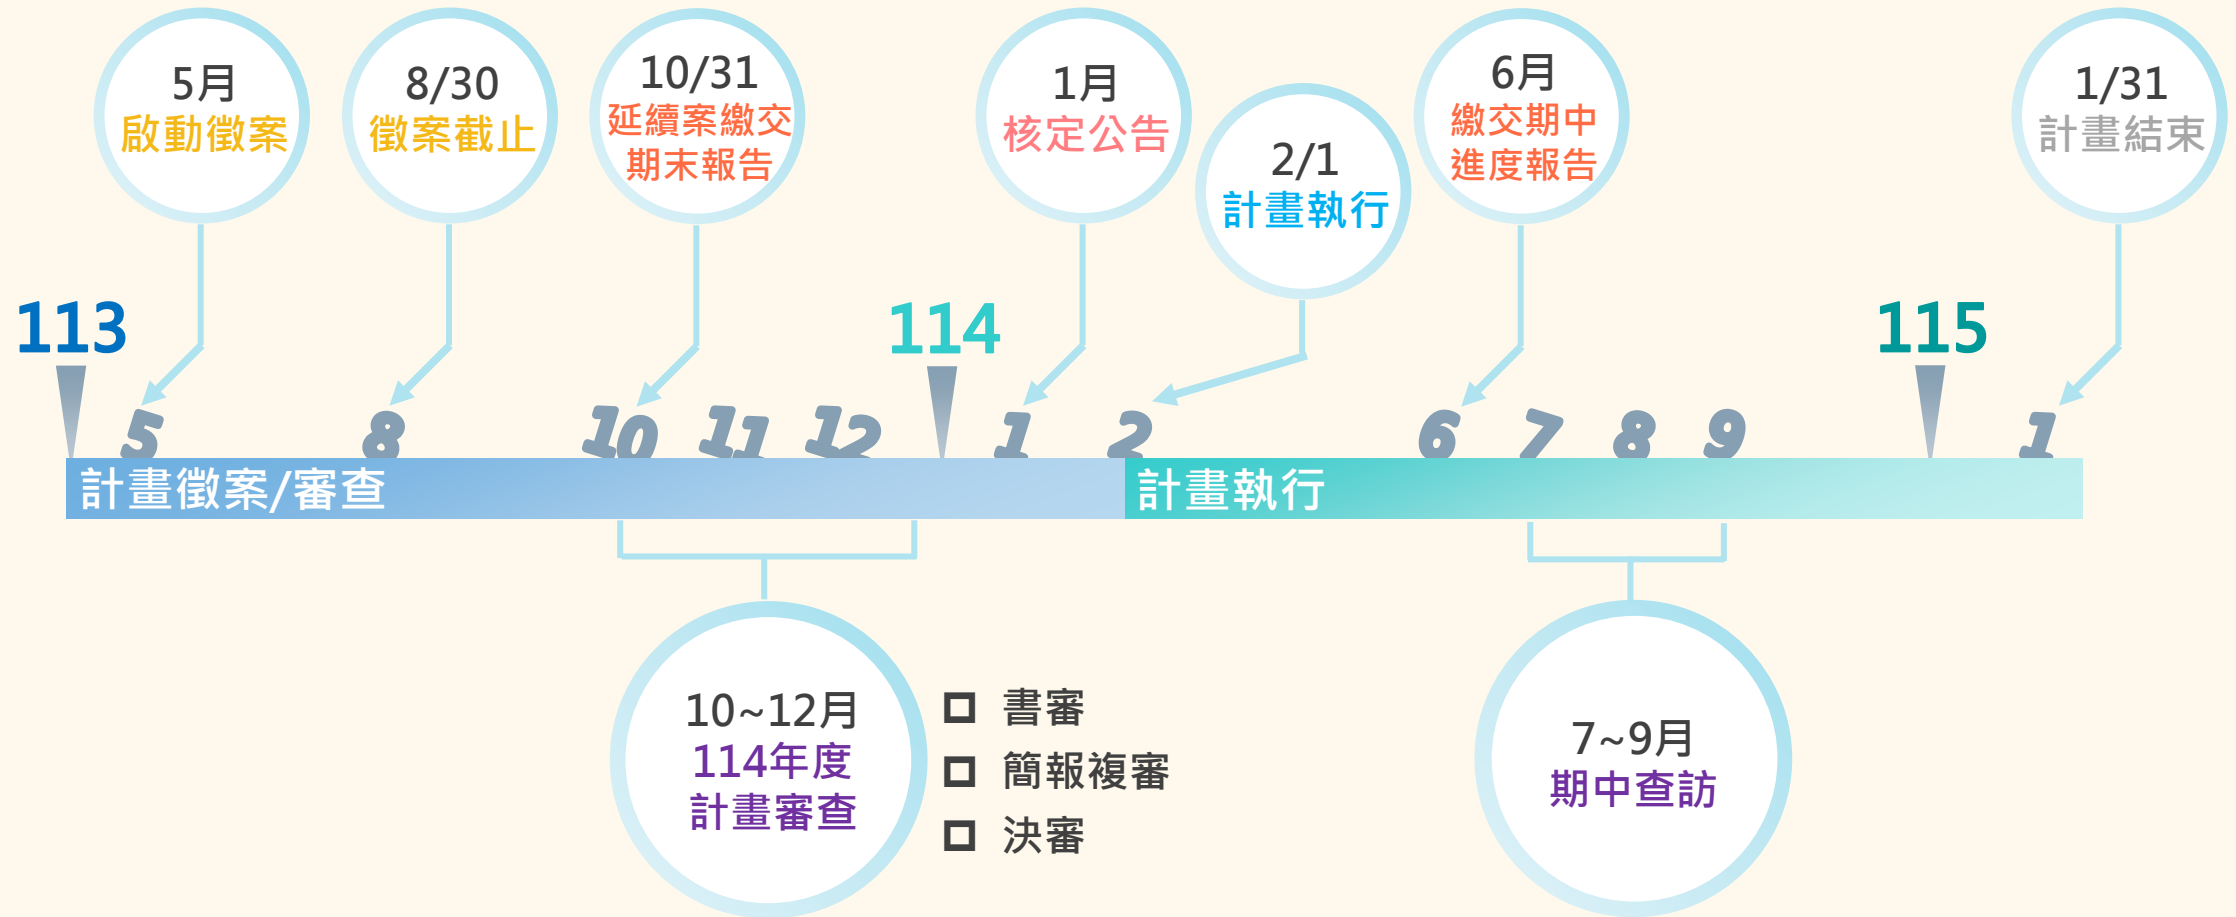 5月
啟動徵案
8/30
徵案截止
10/31
延續案繳交
期末報告
1月
核定公告
2/1
計畫執行
6月
繳交期中
進度報告
1/31
計畫結束
113
114
115
5
8
10
11
12
1
2
6
7
8
9
1
計畫徵案/審查
計畫執行
10~12月
114年度
計畫審查
書審
簡報複審
決審
7~9月
期中查訪